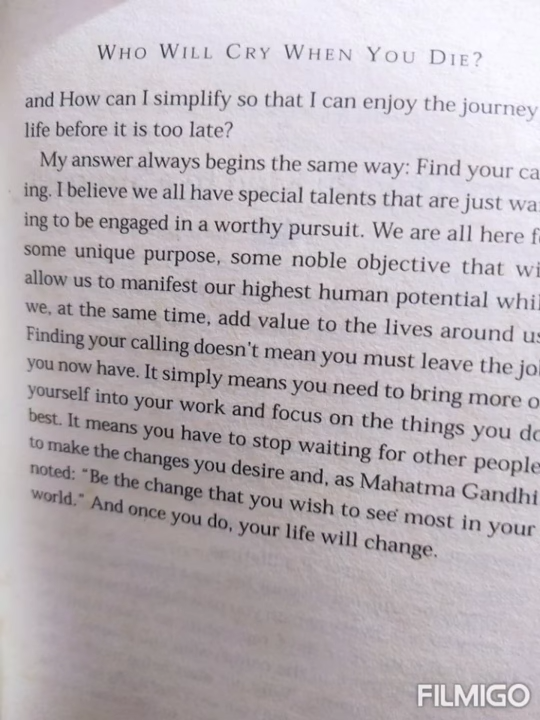 WHO WILL CRY WHEN YOU DIE?
and How can I simplify so that I can enjoy the journey
life before it is too late?
My answer always begins the same way: Find your ca
ing. I believe we all have special talents that are just wai
ing to be engaged in a worthy pursuit. We are all here f
some unique purpose, some noble objective that wi
allow us to manifest our highest human potential whil
we, at the same time, add value to the lives around us
Finding your calling doesn't mean you must leave the jo
you now have. It simply means you need to bring more o
yourself into your work and focus on the things you do
best. It means you have to stop waiting for other people
to make the changes you desire and, as Mahatma Gandhi
noted: "Be the change that you wish to see most in your
world." And once you do, your life will change.
FILMIGO